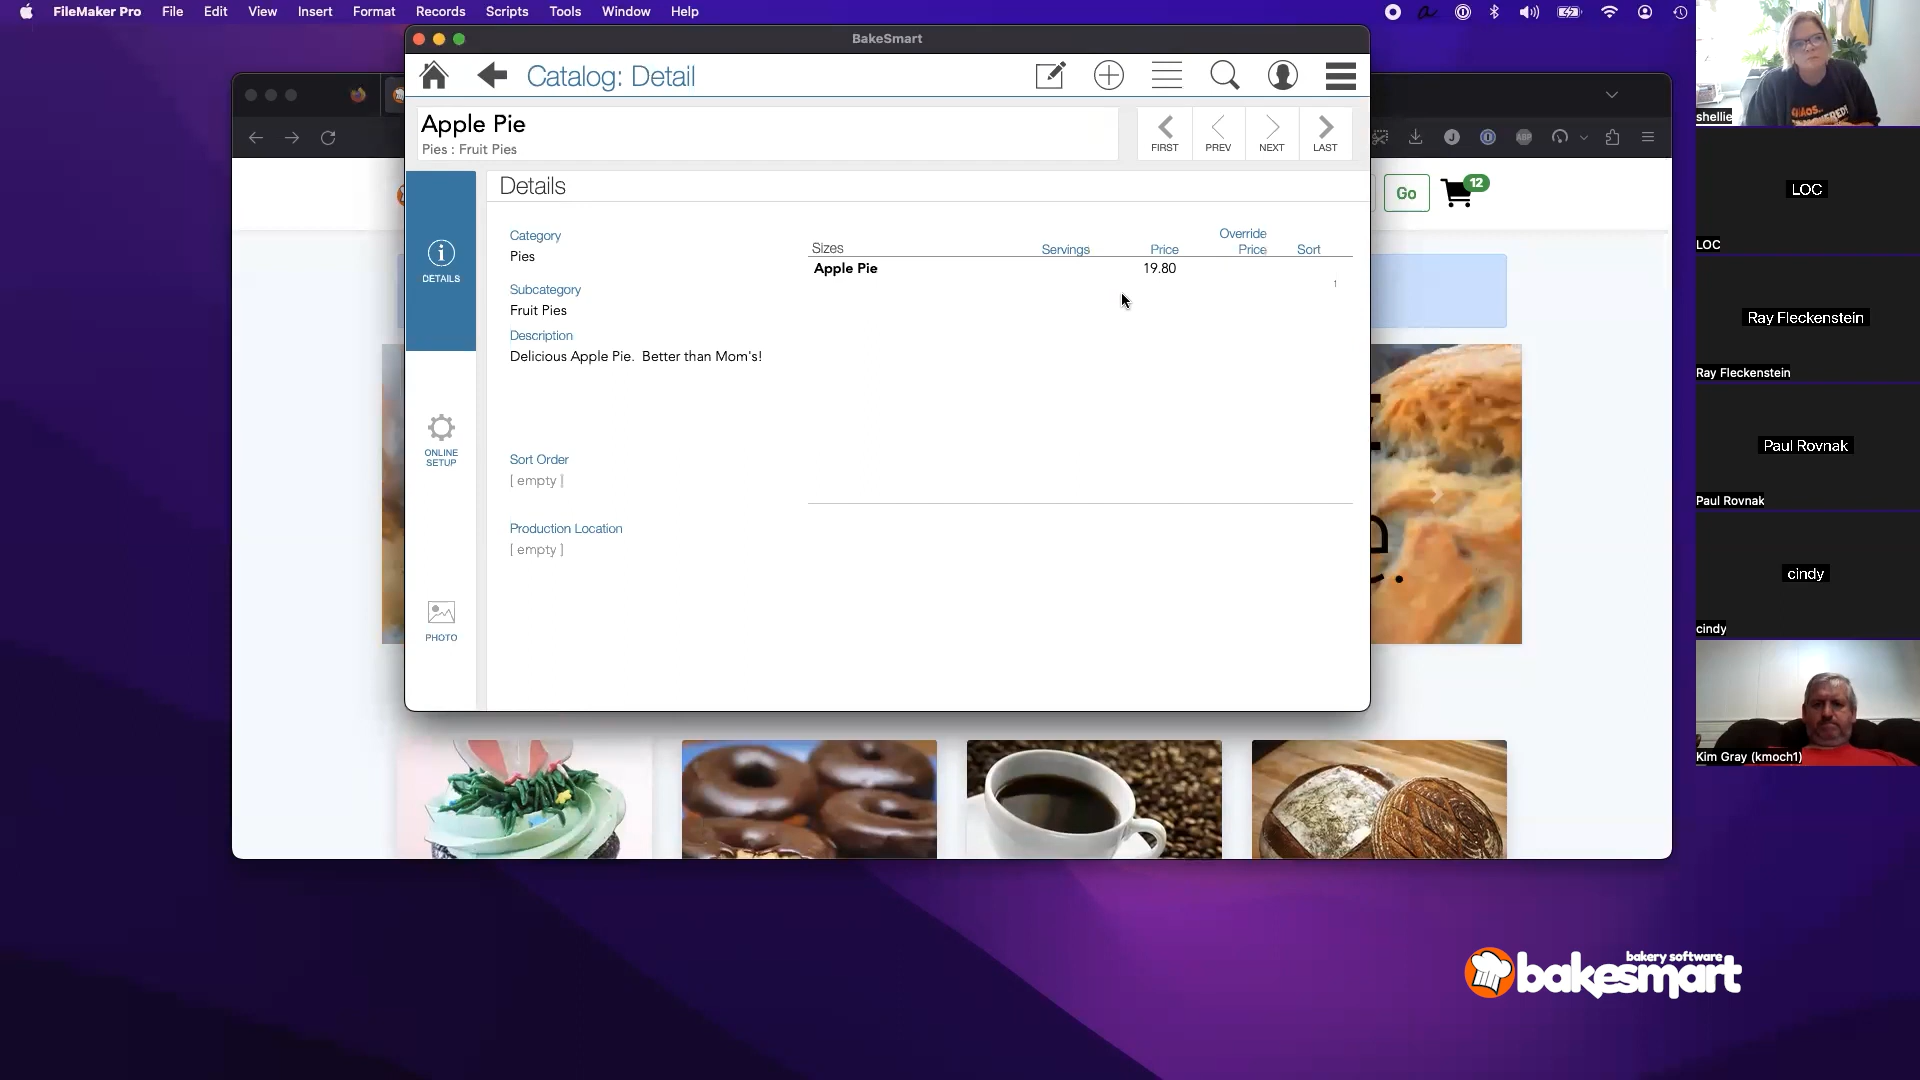 FileMaker Pro File Edit View Insert Format Records Scripts Tools Window Help
BakeSmart
Catalog: Detail
Apple Pie
Pies : Fruit Pies
FIRST PREV NEXT LAST
Go
12
Details
DETAILS
ONLINE
SETUP
PHOTO
Category
Pies
Subcategory
Fruit Pies
Description
Delicious Apple Pie. Better than Mom's!
Sort Order
[ empty ]
Production Location
[ empty ]
Override
Sizes Servings Price Price Sort
Apple Pie 19.80
1
ABP
CHAOS..
shellie
LOC
LOC
Ray Fleckenstein
Ray Fleckenstein
Paul Rovnak
Paul Rovnak
cindy
cindy
Kim Gray (kmoch1)
bakery software
bakesmart